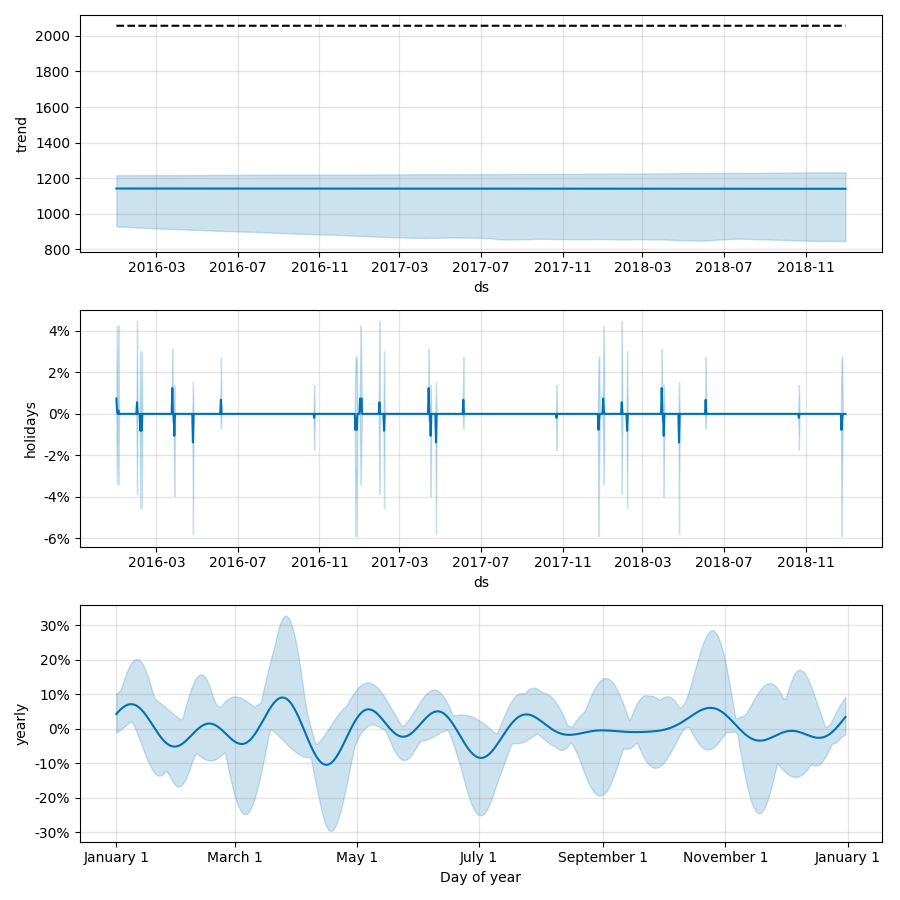 2000
1800
1600
1400
1200
1000
800
trend
2016-03 2016-07 2016-11 2017-03 2017-07 2017-11 2018-03 2018-07 2018-11
ds
4%
2%
0%
-2%
-4%
-6%
holidays
2016-03 2016-07 2016-11 2017-03 2017-07 2017-11 2018-03 2018-07 2018-11
ds
30%
20%
10%
0%
-10%
-20%
-30%
yearly
January 1 March 1 May 1 July 1 September 1 November 1 January 1
Day of year